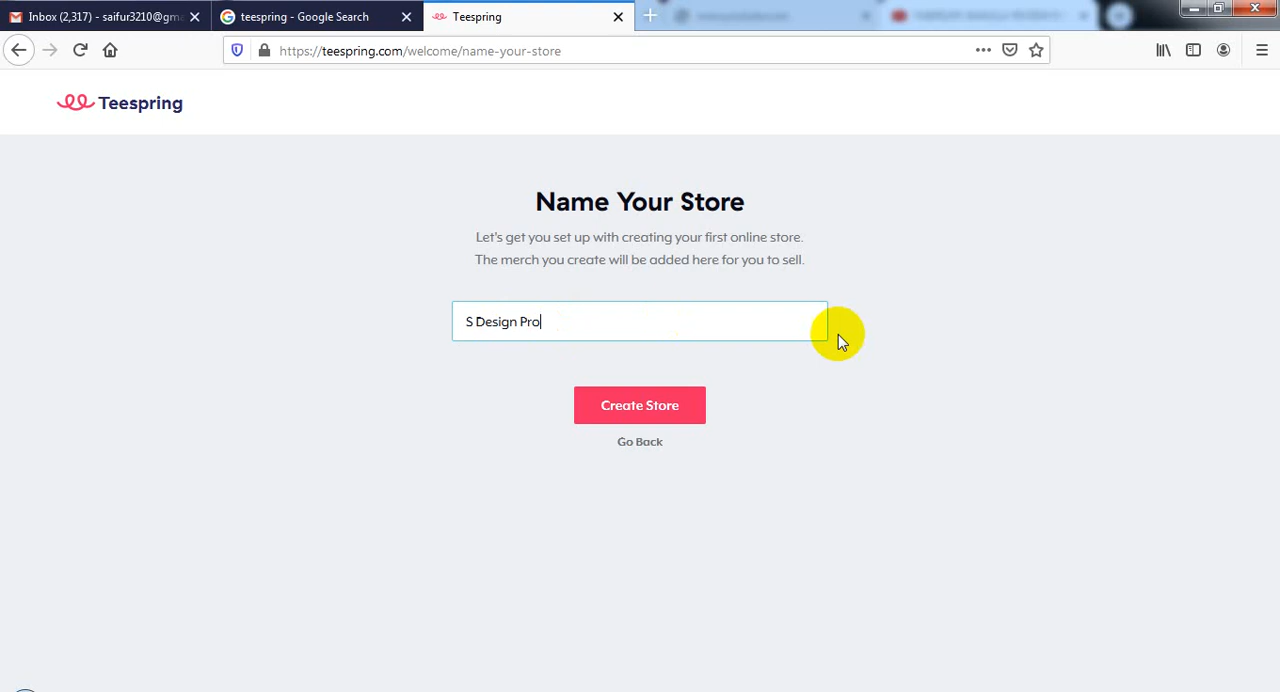 Inbox (2,317) - saifur3210@gma
teespring - Google Search
Teespring
https://teespring.com/welcome/name-your-store
Teespring
Name Your Store
Let's get you set up with creating your first online store.
The merch you create will be added here for you to sell.
S Design Pro
Create Store
Go Back